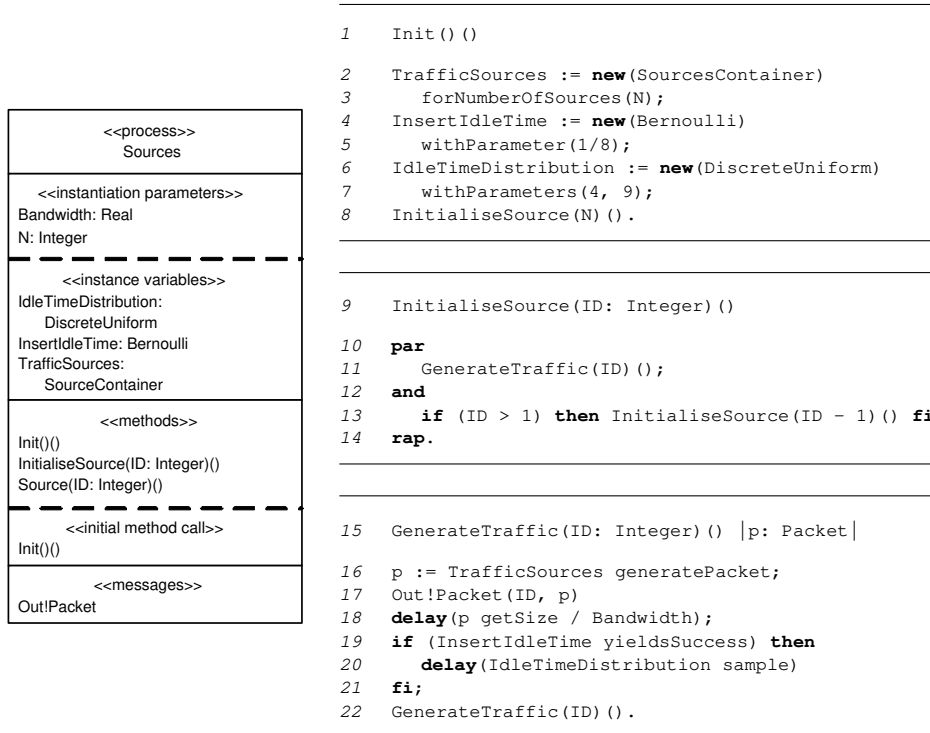 <<process>>
Sources
<<instantiation parameters>>
Bandwidth: Real
N: Integer
<<instance variables>>
IdleTimeDistribution:
DiscreteUniform
InsertIdleTime: Bernoulli
TrafficSources:
SourceContainer
<<methods>>
Init()()
InitialiseSource(ID: Integer)()
Source(ID: Integer)()
<<initial method call>>
Init()()
<<messages>>
Out!Packet
1 Init()()
2 TrafficSources := new(SourcesContainer)
3 forNumberOfSources(N);
4 InsertIdleTime := new(Bernoulli)
5 withParameter(1/8);
6 IdleTimeDistribution := new(DiscreteUniform)
7 withParameters(4, 9);
8 InitialiseSource(N)().
9 InitialiseSource(ID: Integer)()
10 par
11 GenerateTraffic(ID)();
12 and
13 if (ID > 1) then InitialiseSource(ID - 1)() fi
14 rap.
15 GenerateTraffic(ID: Integer)() |p: Packet|
16 p := TrafficSources generatePacket;
17 Out!Packet(ID, p)
18 delay(p getSize / Bandwidth);
19 if (InsertIdleTime yieldsSuccess) then
20 delay(IdleTimeDistribution sample)
21 fi;
22 GenerateTraffic(ID)().